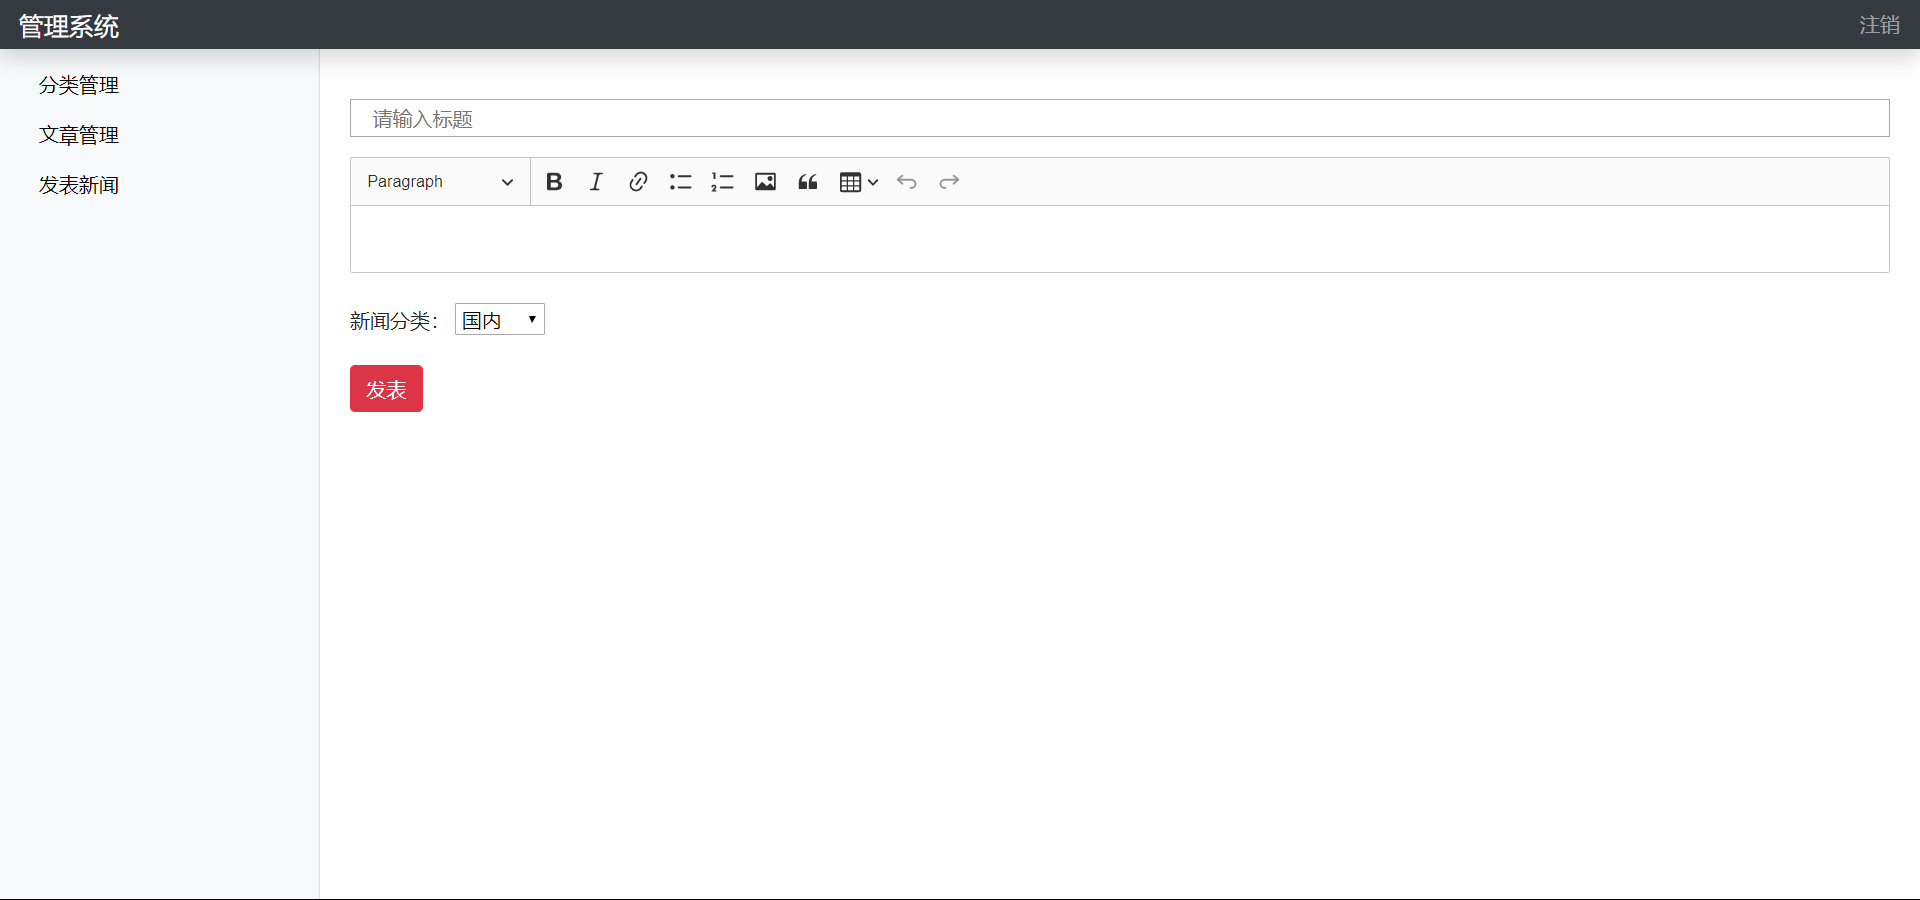 管理系统
注销
分类管理
文章管理
发表新闻
请输入标题
Paragraph
新闻分类：
国内
发表